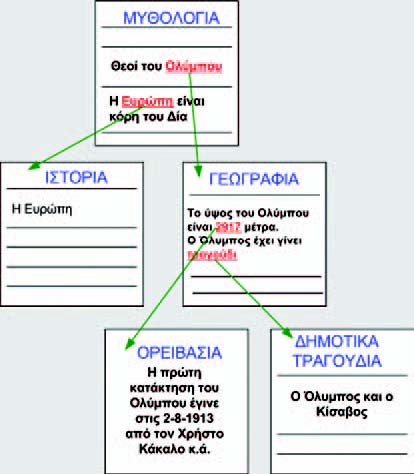 ΜΥΘΟΛΟΓΙΑ
Θεοί του Ολύμπου
Η Ευρώπη είναι
κόρη του Δία
ΙΣΤΟΡΙΑ
Η Ευρώπη
ΓΕΩΓΡΑΦΙΑ
Το ύψος του Ολύμπου
είναι 2917 μέτρα.
Ο Όλυμπος έχει γίνει
τραγούδι
ΟΡΕΙΒΑΣΙΑ
Η πρώτη
κατάκτηση του
Ολύμπου έγινε
στις 2-8-1913
από τον Χρήστο
Κάκαλο κ.ά.
ΔΗΜΟΤΙΚΑ
ΤΡΑΓΟΥΔΙΑ
Ο Όλυμπος και ο
Κίσαβος